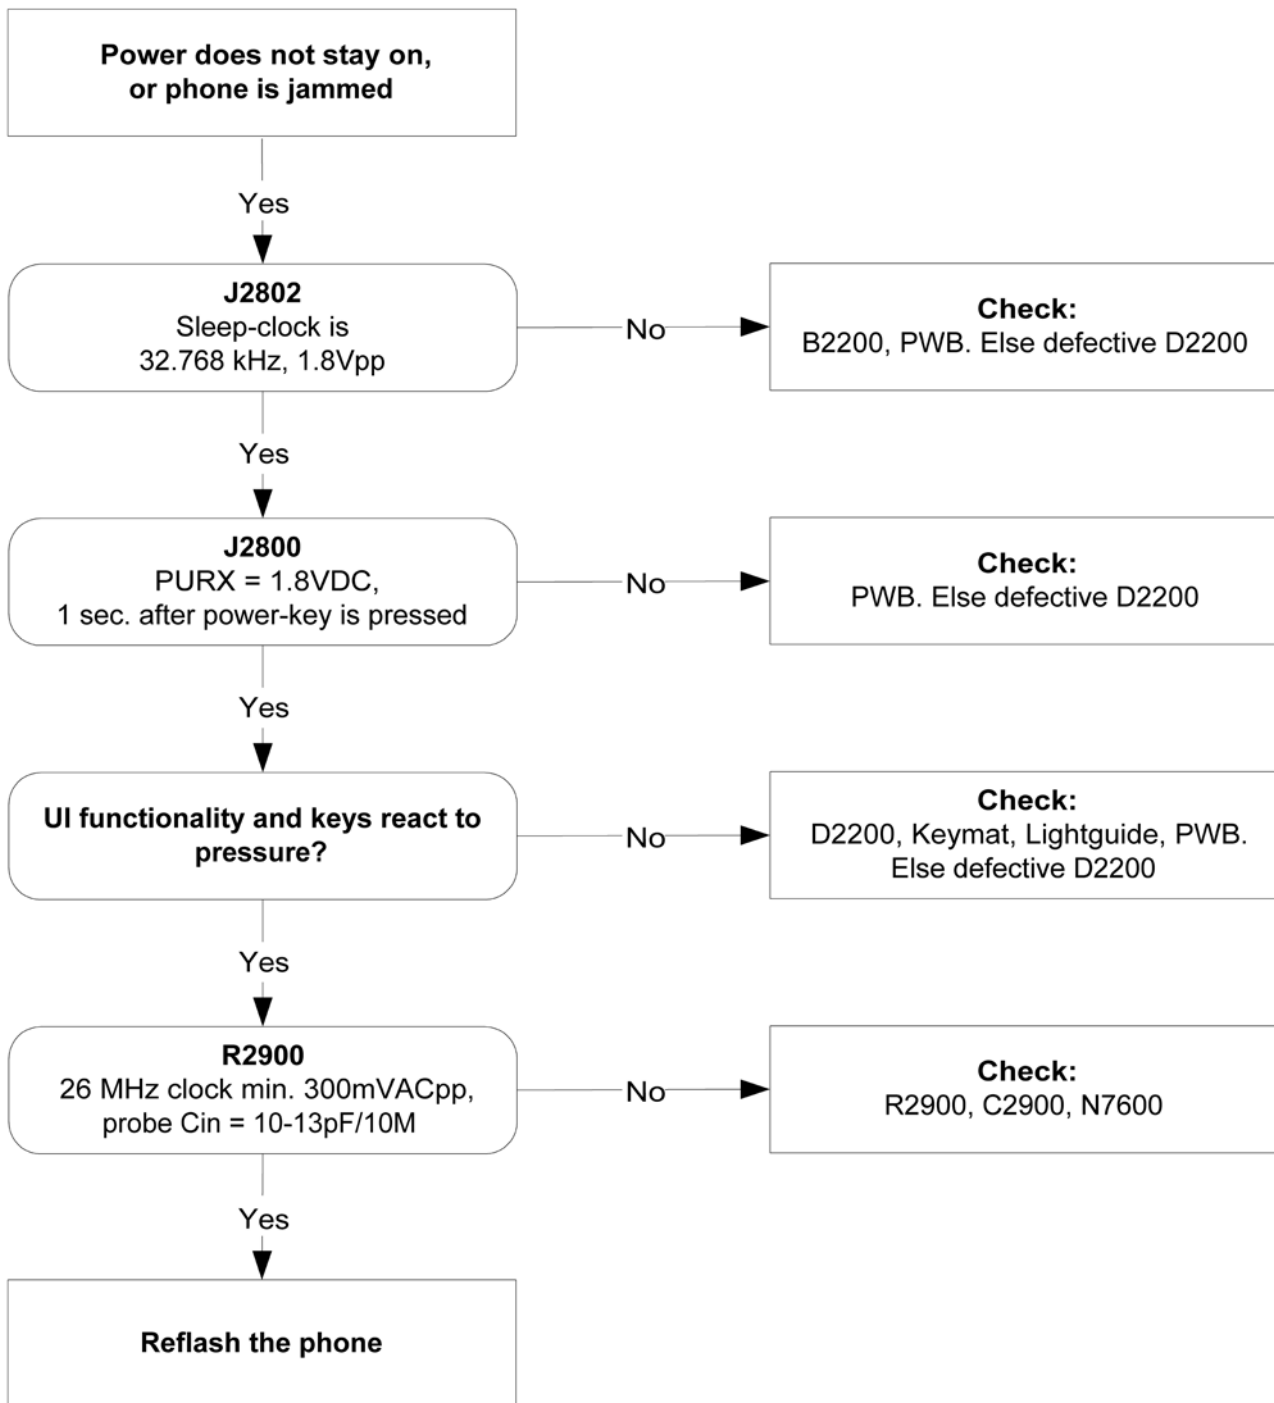 Power does not stay on,
or phone is jammed
Yes
J2802
Sleep-clock is
32.768 kHz, 1.8Vpp
No
Check:
B2200, PWB. Else defective D2200
Yes
J2800
PURX = 1.8VDC,
1 sec. after power-key is pressed
No
Check:
PWB. Else defective D2200
Yes
UI functionality and keys react to
pressure?
No
Check:
D2200, Keymat, Lightguide, PWB.
Else defective D2200
Yes
R2900
26 MHz clock min. 300mVACpp,
probe Cin = 10-13pF/10M
No
Check:
R2900, C2900, N7600
Yes
Reflash the phone